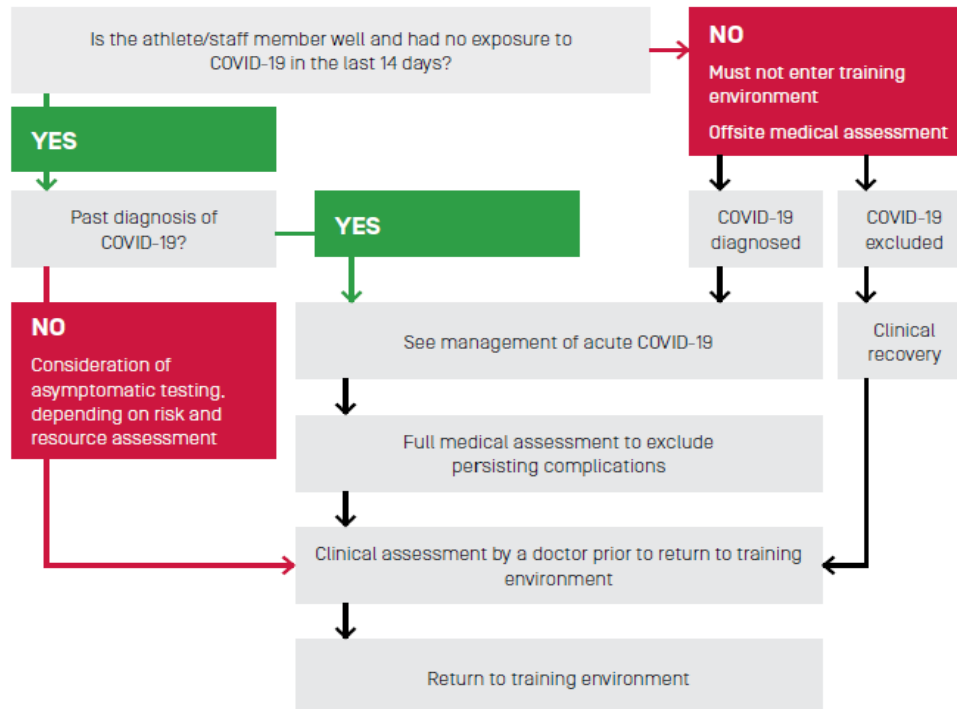 Is the athlete/staff member well and had no exposure to
COVID-19 in the last 14 days?
NO
Must not enter training
environment
Offsite medical assessment
YES
Past diagnosis of
COVID-19?
YES
COVID-19
diagnosed
COVID-19
excluded
NO
Consideration of
asymptomatic testing,
depending on risk and
resource assessment
See management of acute COVID-19
Clinical
recovery
Full medical assessment to exclude
persisting complications
Clinical assessment by a doctor prior to return to training
environment
Return to training environment